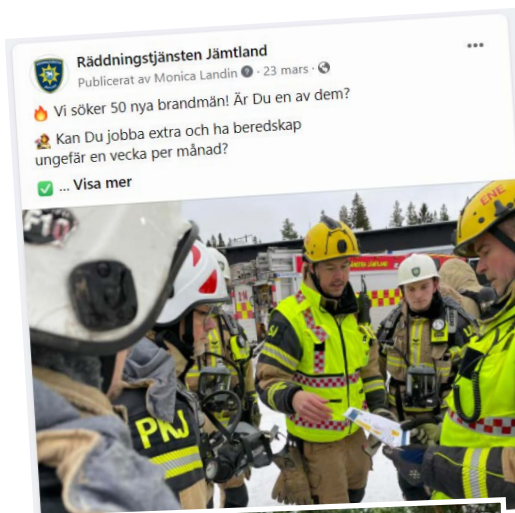 Räddningstjänsten Jämtland
Publicerat av Monica Landin · 23 mars ·
Vi söker 50 nya brandmän! Är Du en av dem?
Kan Du jobba extra och ha beredskap
ungefär en vecka per månad?
... Visa mer
ENE
PKJ